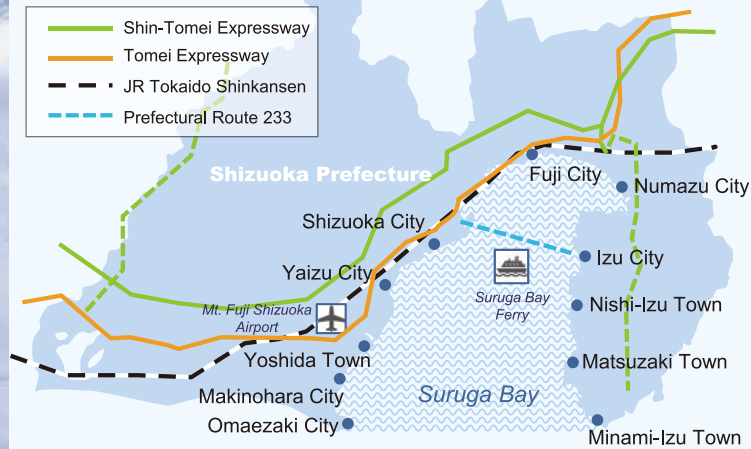 Shin-Tomei Expressway
Tomei Expressway
JR Tokaido Shinkansen
Prefectural Route 233
Shizuoka Prefecture
Fuji City
Numazu City
Shizuoka City
Izu City
Yaizu City
Suruga Bay
Ferry
Nishi-Izu Town
Mt. Fuji Shizuoka
Airport
Yoshida Town
Matsuzaki Town
Makinohara City
Suruga Bay
Omaezaki City
Minami-Izu Town